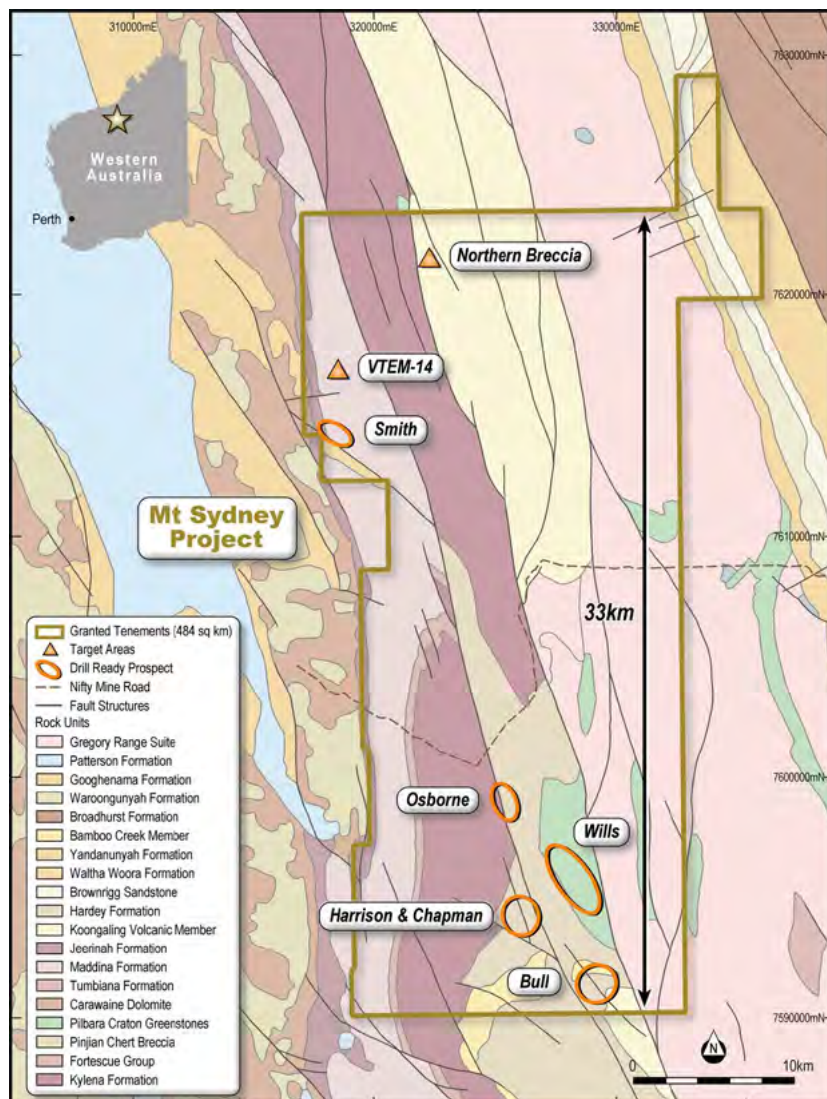 310000mE
320000mE
330000mE
7630000mN
Western
Australia
Perth
Northern Breccia
7620000mN
VTEM-14
Smith
Mt Sydney
Project
7610000mN
33km
Granted Tenements (484 sq km)
Target Areas
Drill Ready Prospect
Nifty Mine Road
Fault Structures
Rock Units
Gregory Range Suite
Patterson Formation
Googhenama Formation
Waroongunyah Formation
Broadhurst Formation
Bamboo Creek Member
Yandanunyah Formation
Waltha Woora Formation
Brownrigg Sandstone
Hardey Formation
Koongaling Volcanic Member
Jeerinah Formation
Maddina Formation
Tumbiana Formation
Carawaine Dolomite
Pilbara Craton Greenstones
Pinjian Chert Breccia
Fortescue Group
Kylena Formation
7600000mN
Osborne
Wills
Harrison & Chapman
Bull
7590000mN
N
0
10km